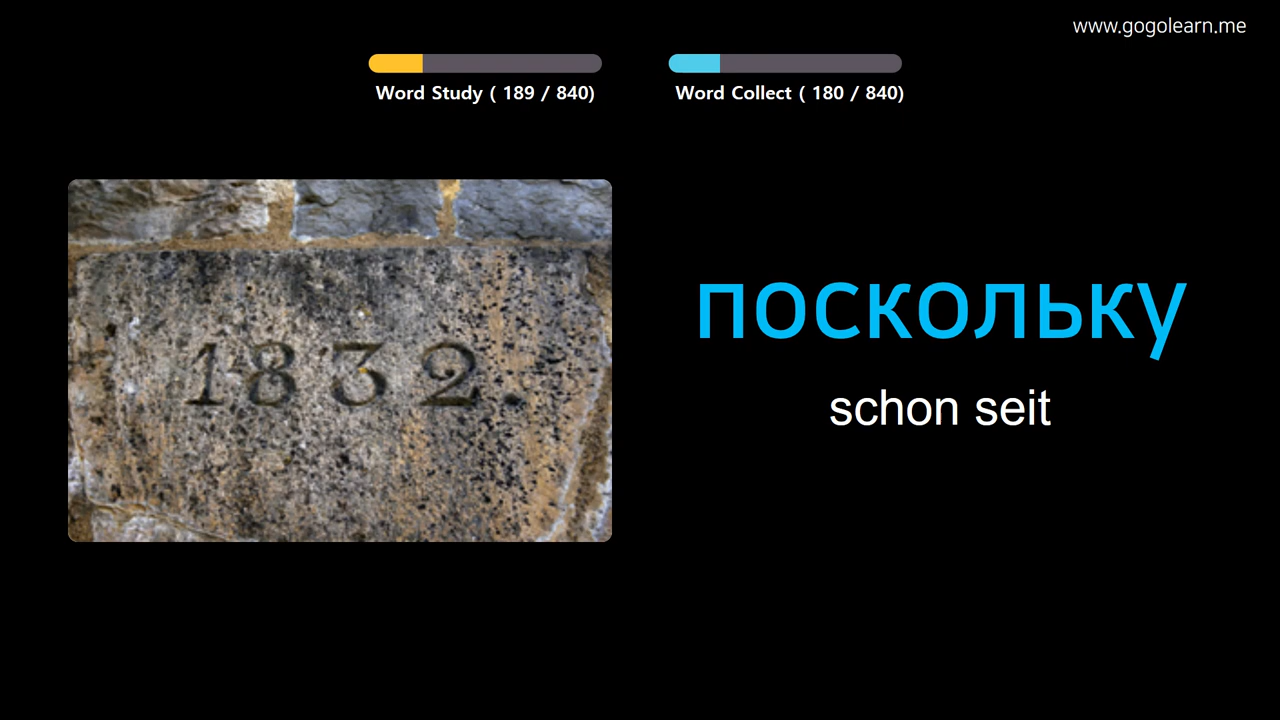 www.gogolearn.me
Word Study ( 189 / 840)
Word Collect ( 180 / 840)
1832.
поскольку
schon seit